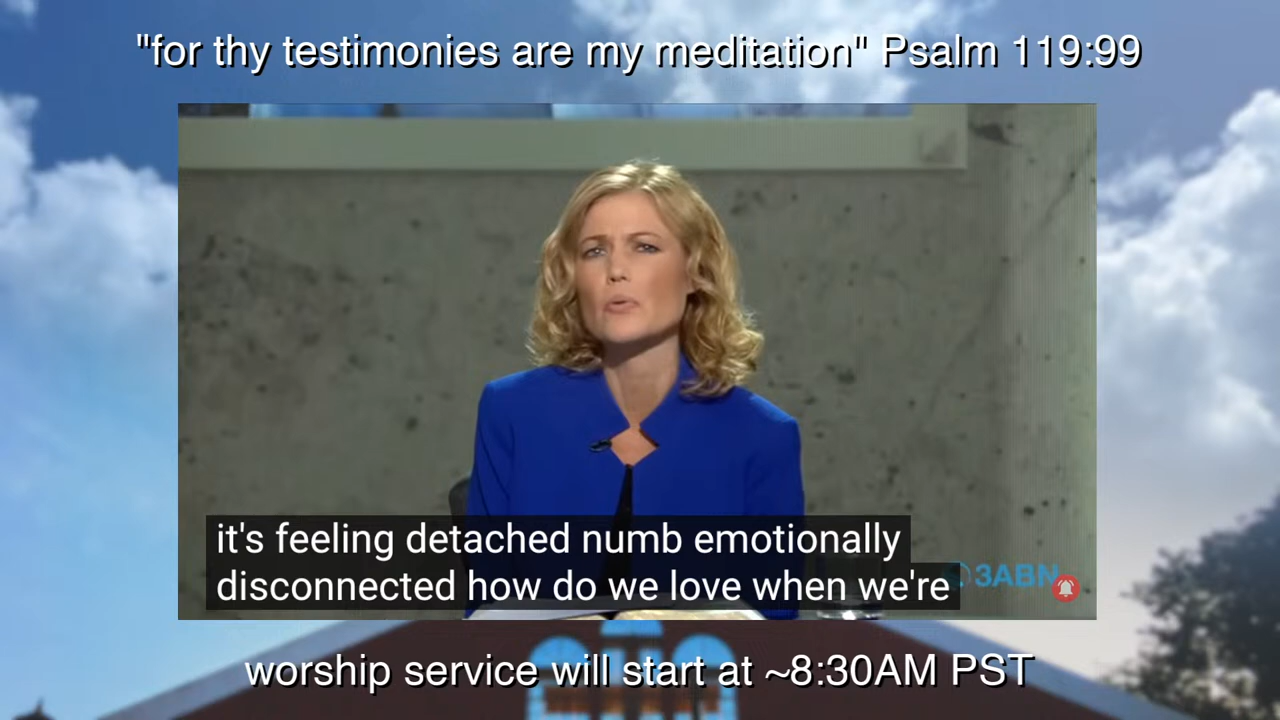 "for thy testimonies are my meditation" Psalm 119:99
it's feeling detached numb emotionally
disconnected how do we love when we're
3ABN
worship service will start at ~8:30AM PST